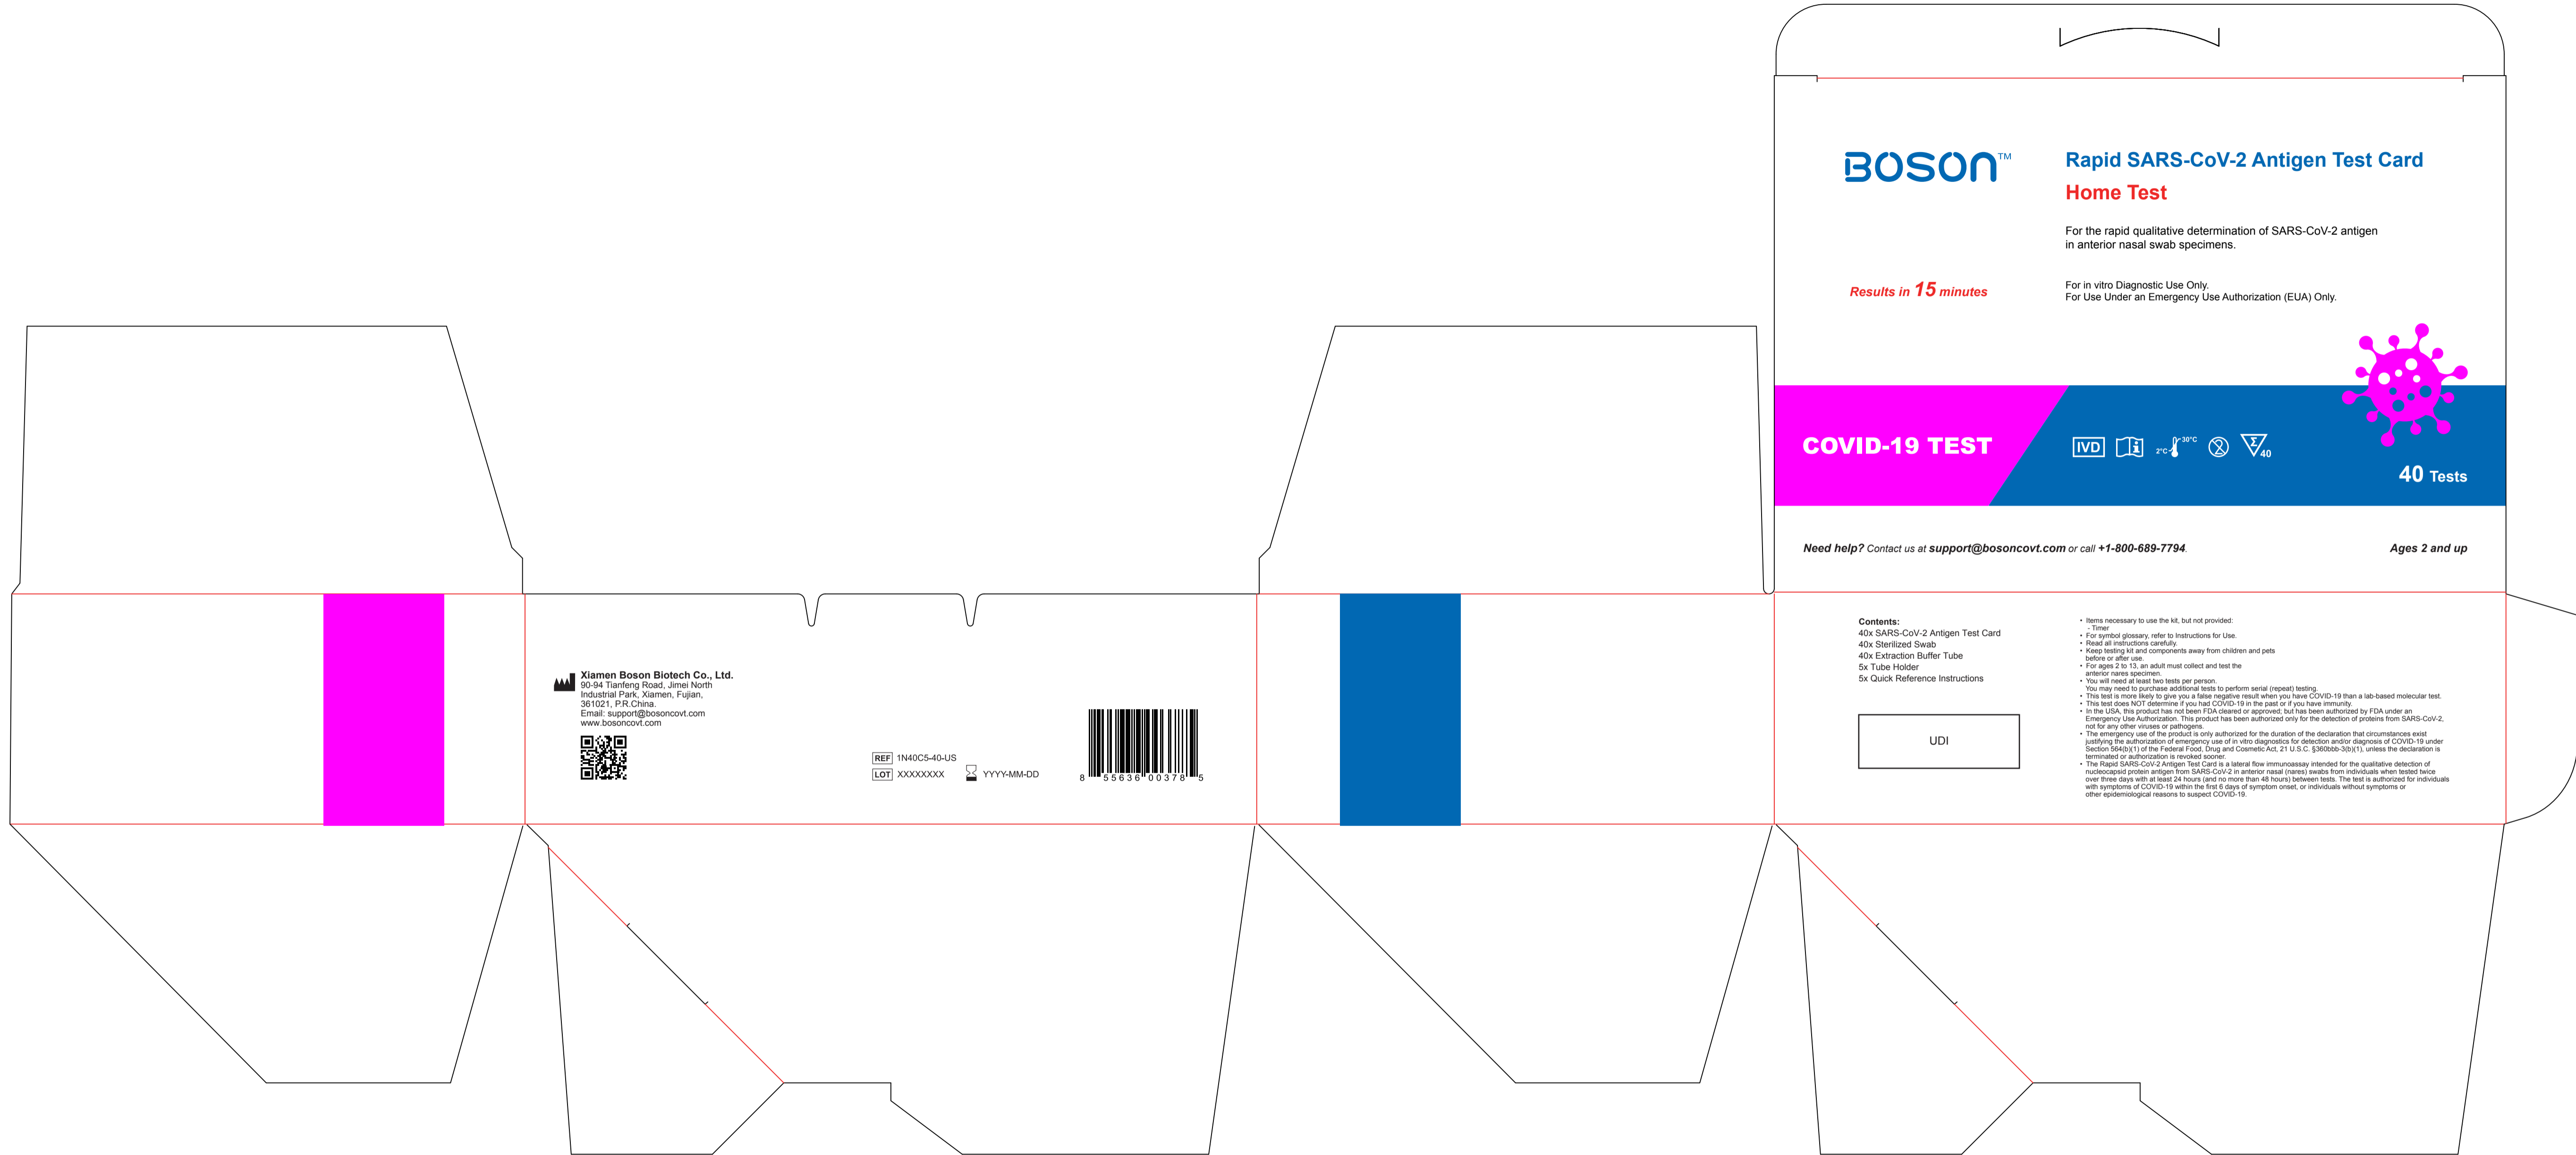 BOSON™
Rapid SARS-CoV-2 Antigen Test Card
Home Test
For the rapid qualitative determination of SARS-CoV-2 antigen
in anterior nasal swab specimens.
Results in 15 minutes
For in vitro Diagnostic Use Only.
For Use Under an Emergency Use Authorization (EUA) Only.
COVID-19 TEST
IVD
i
2°C
30°C
2
Σ
40
40 Tests
Need help? Contact us at support@bosoncovt.com or call +1-800-689-7794.
Ages 2 and up
Xiamen Boson Biotech Co., Ltd.
90-94 Tianfeng Road, Jimei North
Industrial Park, Xiamen, Fujian,
361021, P.R.China.
Email: support@bosoncovt.com
www.bosoncovt.com
REF 1N40C5-40-US
LOT XXXXXXXX
YYYY-MM-DD
8 55636 00378 5
Contents:
40x SARS-CoV-2 Antigen Test Card
40x Sterilized Swab
40x Extraction Buffer Tube
5x Tube Holder
5x Quick Reference Instructions
UDI
• Items necessary to use the kit, but not provided:
- Timer
• For symbol glossary, refer to Instructions for Use.
• Read all instructions carefully.
• Keep testing kit and components away from children and pets
before or after use.
• For ages 2 to 13, an adult must collect and test the
anterior nares specimen.
• You will need at least two tests per person.
You may need to purchase additional tests to perform serial (repeat) testing.
• This test is more likely to give you a false negative result when you have COVID-19 than a lab-based molecular test.
• This test does NOT determine if you had COVID-19 in the past or if you have immunity.
• In the USA, this product has not been FDA cleared or approved; but has been authorized by FDA under an
Emergency Use Authorization. This product has been authorized only for the detection of proteins from SARS-CoV-2,
not for any other viruses or pathogens.
• The emergency use of the product is only authorized for the duration of the declaration that circumstances exist
justifying the authorization of emergency use of in vitro diagnostics for detection and/or diagnosis of COVID-19 under
Section 564(b)(1) of the Federal Food, Drug and Cosmetic Act, 21 U.S.C. §360bbb-3(b)(1), unless the declaration is
terminated or authorization is revoked sooner.
• The Rapid SARS-CoV-2 Antigen Test Card is a lateral flow immunoassay intended for the qualitative detection of
nucleocapsid protein antigen from SARS-CoV-2 in anterior nasal (nares) swabs from individuals when tested twice
over three days with at least 24 hours (and no more than 48 hours) between tests. The test is authorized for individuals
with symptoms of COVID-19 within the first 6 days of symptom onset, or individuals without symptoms or
other epidemiological reasons to suspect COVID-19.